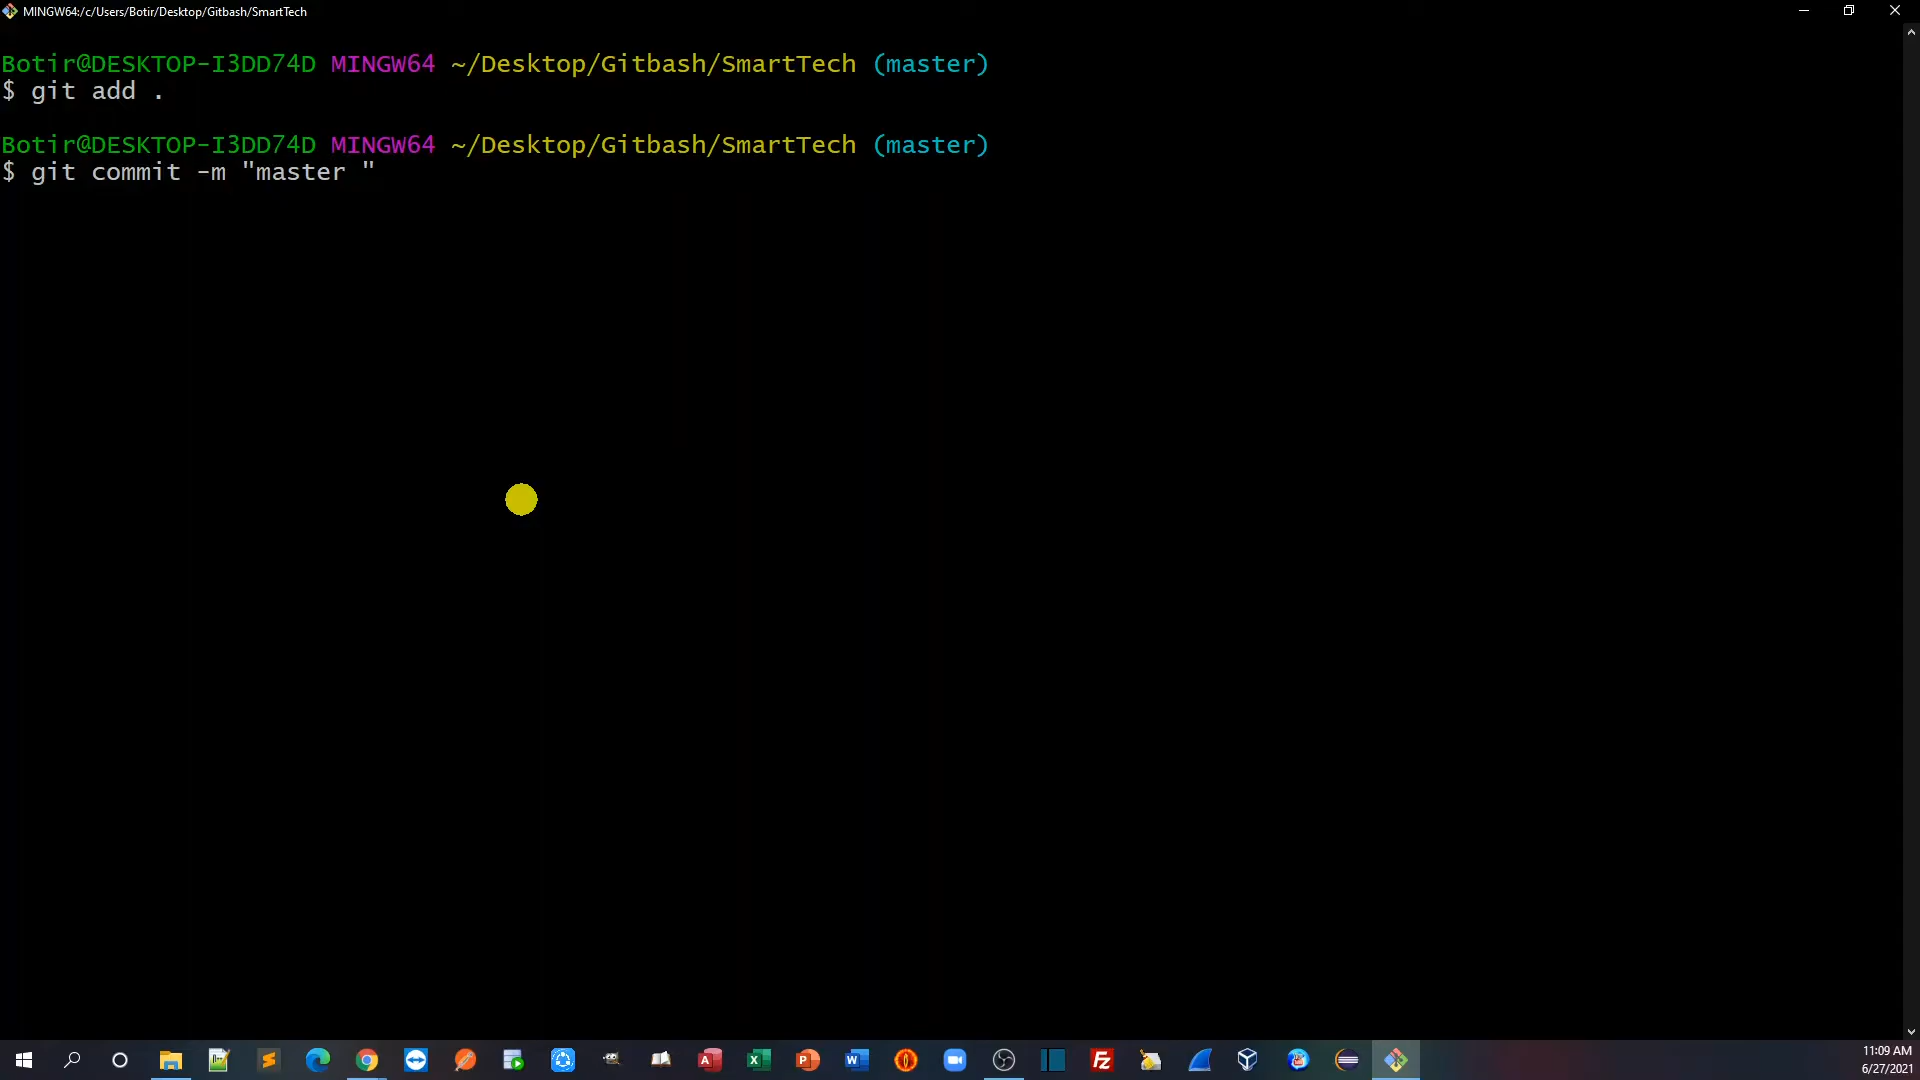 MINGW64:/c/Users/Botir/Desktop/Gitbash/SmartTech
Botir@DESKTOP-I3DD74D MINGW64 ~/Desktop/Gitbash/SmartTech (master)
$ git add .
Botir@DESKTOP-I3DD74D MINGW64 ~/Desktop/Gitbash/SmartTech (master)
$ git commit -m "master "
11:09 AM
6/27/2021